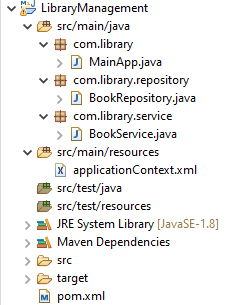 LibraryManagement
src/main/java
com.library
MainApp.java
com.library.repository
BookRepository.java
com.library.service
BookService.java
src/main/resources
applicationContext.xml
src/test/java
src/test/resources
JRE System Library [JavaSE-1.8]
Maven Dependencies
src
target
pom.xml